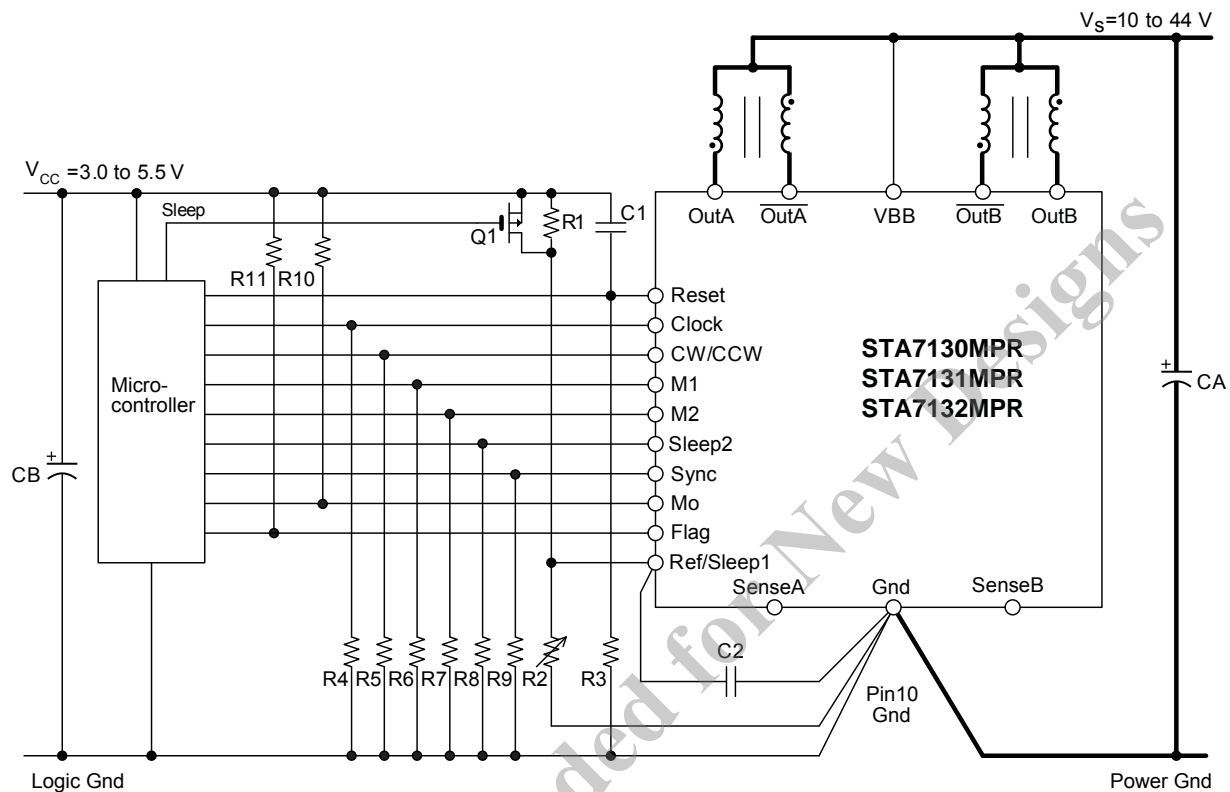 V_S=10 to 44 V
V_CC =3.0 to 5.5 V
Sleep
Q1
R1
C1
OutA
OutA
VBB
OutB
OutB
R11
R10
Reset
Clock
CW/CCW
M1
M2
Sleep2
Sync
Mo
Flag
Ref/Sleep1
Micro-
controller
STA7130MPR
STA7131MPR
STA7132MPR
+
CA
+
CB
SenseA
Gnd
SenseB
C2
R4
R5
R6
R7
R8
R9
R2
R3
Pin10
Gnd
Logic Gnd
Power Gnd
ded for New Designs